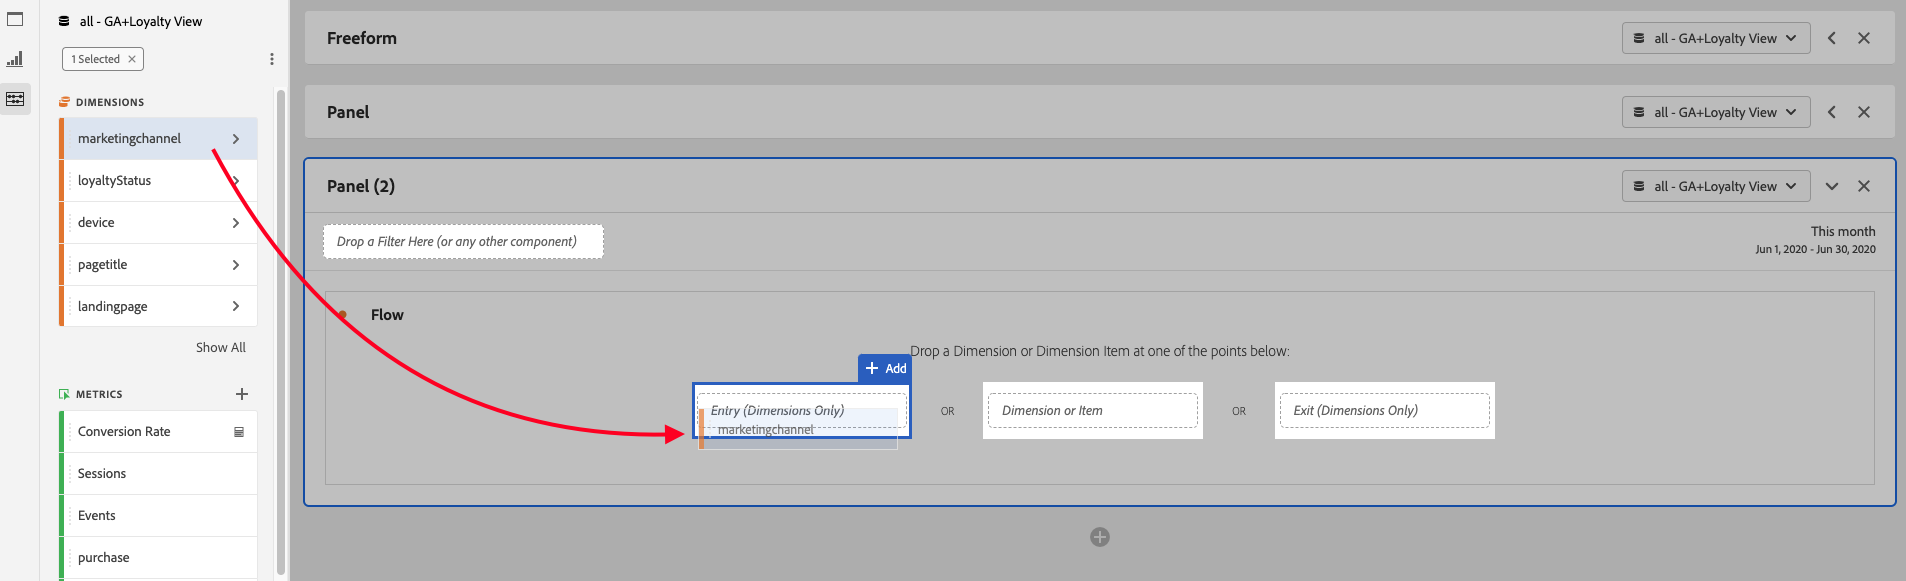 all - GA+Loyalty View
1 Selected
DIMENSIONS
marketingchannel
loyaltyStatus
device
pagetitle
landingpage
Show All
METRICS
Conversion Rate
Sessions
Events
purchase
Freeform
all - GA+Loyalty View
Panel
all - GA+Loyalty View
Panel (2)
all - GA+Loyalty View
Drop a Filter Here (or any other component)
This month
Jun 1, 2020 - Jun 30, 2020
Flow
Drop a Dimension or Dimension Item at one of the points below:
Add
Entry (Dimensions Only)
marketingchannel
OR
Dimension or Item
OR
Exit (Dimensions Only)